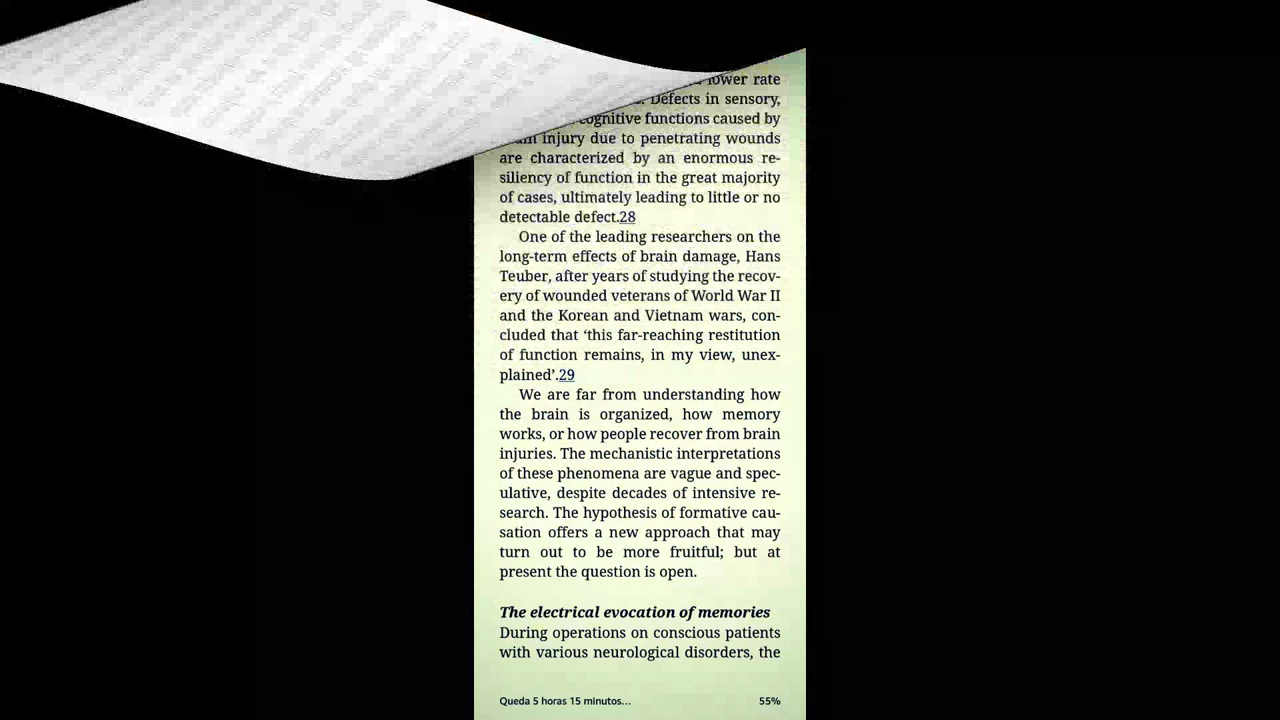 lower rate
Defects in sensory,
cognitive functions caused by
injury due to penetrating wounds
are characterized by an enormous re-
siliency of function in the great majority
of cases, ultimately leading to little or no
detectable defect.28
One of the leading researchers on the
long-term effects of brain damage, Hans
Teuber, after years of studying the recov-
ery of wounded veterans of World War II
and the Korean and Vietnam wars, con-
cluded that ‘this far-reaching restitution
of function remains, in my view, unex-
plained’.29
We are far from understanding how
the brain is organized, how memory
works, or how people recover from brain
injuries. The mechanistic interpretations
of these phenomena are vague and spec-
ulative, despite decades of intensive re-
search. The hypothesis of formative cau-
sation offers a new approach that may
turn out to be more fruitful; but at
present the question is open.
The electrical evocation of memories
During operations on conscious patients
with various neurological disorders, the
Queda 5 horas 15 minutos...
55%